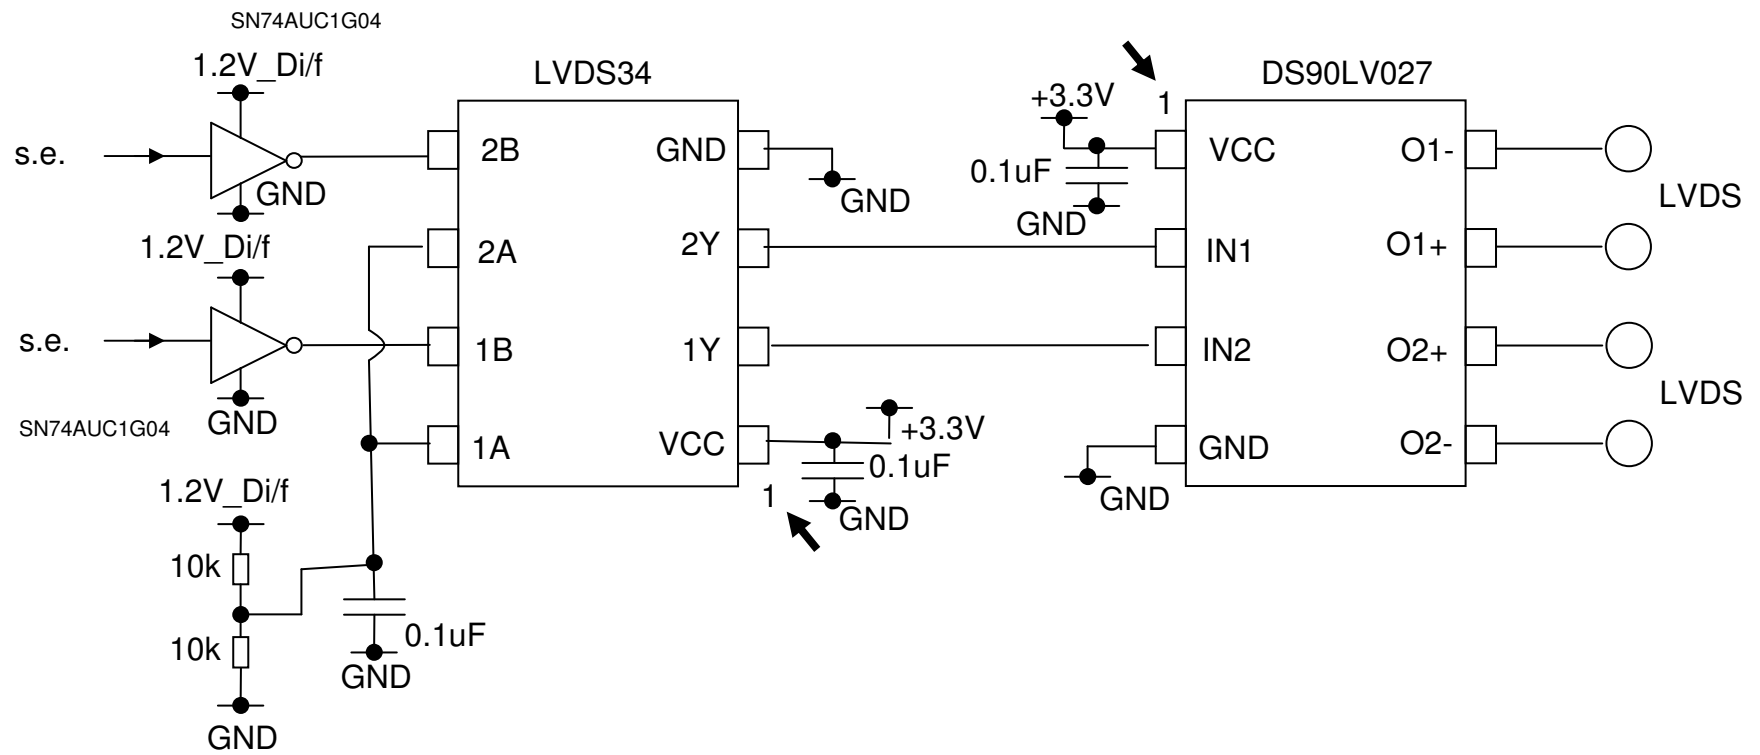 SN74AUC1G04
1.2V_Di/f
s.e.
GND
1.2V_Di/f
s.e.
GND
SN74AUC1G04
1.2V_Di/f
10k
10k
GND
0.1uF
GND
LVDS34
2B
2A
1B
1A
GND
2Y
1Y
VCC
GND
+3.3V
0.1uF
1
GND
DS90LV027
+3.3V
1
0.1uF
GND
VCC
IN1
IN2
GND
GND
O1-
O1+
O2+
O2-
LVDS
LVDS